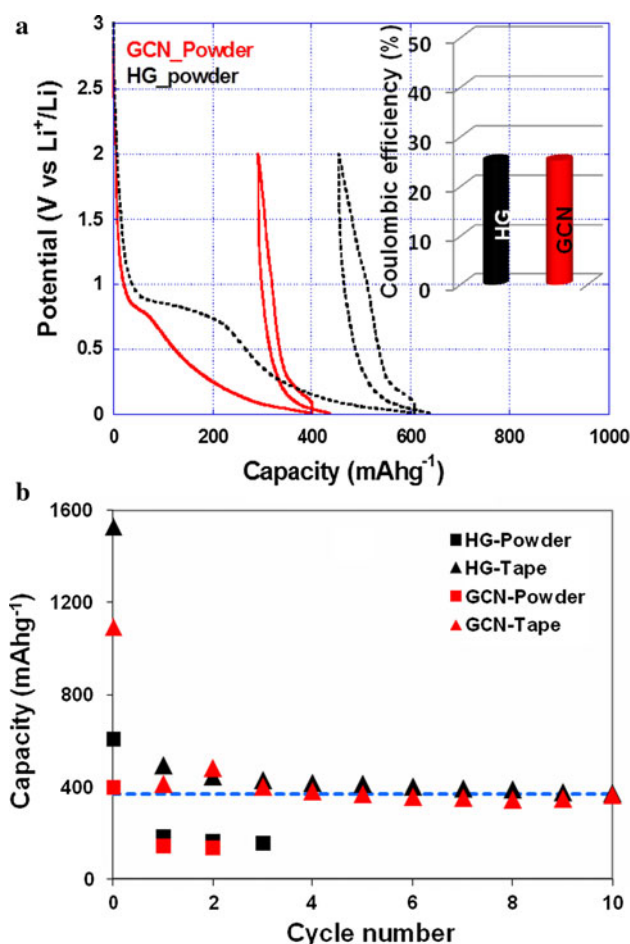 a
3
2.5
2
1.5
1
0.5
0
Potential (V vs Li⁺/Li)
GCN_Powder
HG_powder
50
40
30
20
10
0
Coulombic efficiency (%)
HG
GCN
0 200 400 600 800 1000
Capacity (mAhg⁻¹)
b
1600
1200
800
400
0
Capacity (mAhg⁻¹)
HG-Powder
HG-Tape
GCN-Powder
GCN-Tape
0 2 4 6 8 10
Cycle number